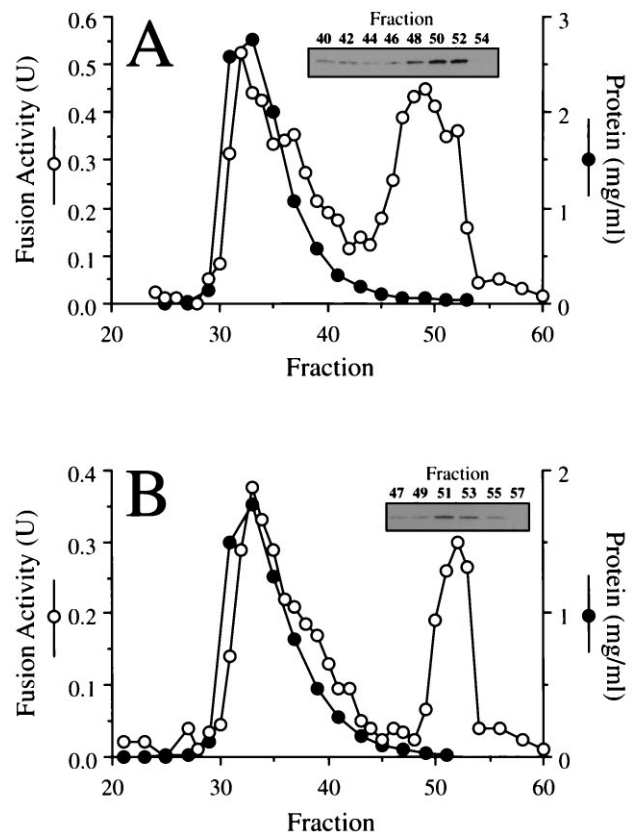 A
Fraction
40 42 44 46 48 50 52 54
Fusion Activity (U)
0.6
0.5
0.4
0.3
0.2
0.1
0.0
3
2
1
0
Protein (mg/ml)
20 30 40 50 60
Fraction
B
Fraction
47 49 51 53 55 57
Fusion Activity (U)
0.4
0.3
0.2
0.1
0.0
2
1
0
Protein (mg/ml)
20 30 40 50 60
Fraction